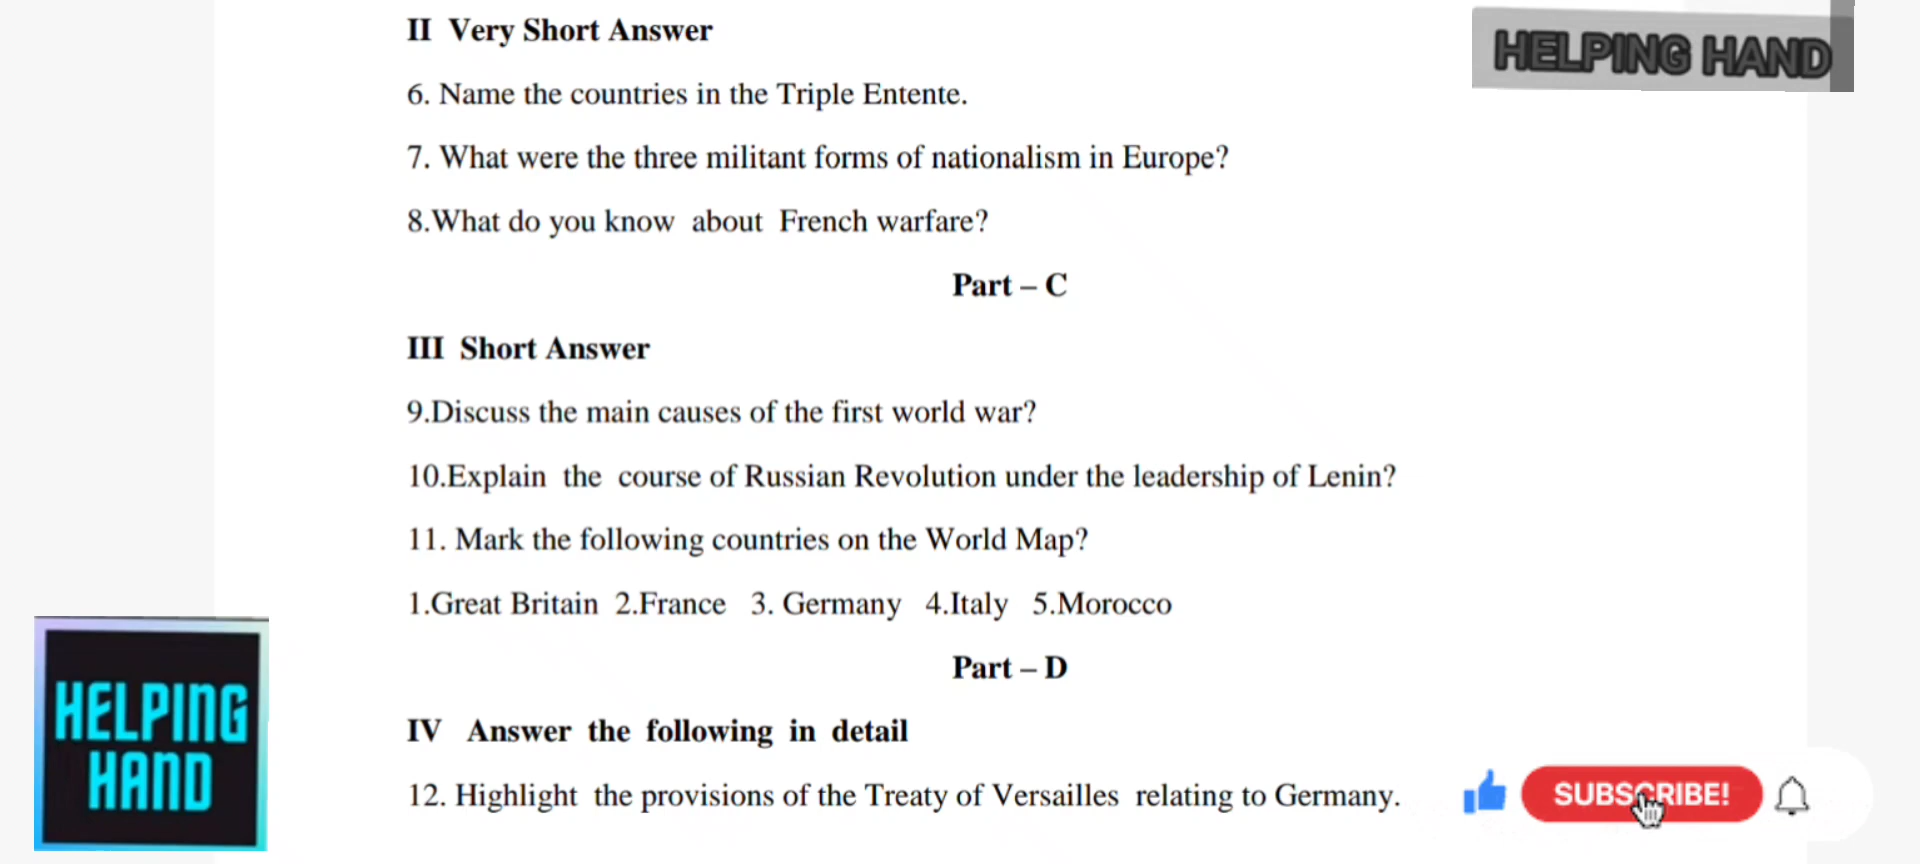 II Very Short Answer
HELPING HAND
6. Name the countries in the Triple Entente.
7. What were the three militant forms of nationalism in Europe?
8.What do you know about French warfare?
Part – C
III Short Answer
9.Discuss the main causes of the first world war?
10.Explain the course of Russian Revolution under the leadership of Lenin?
11. Mark the following countries on the World Map?
1.Great Britain 2.France 3. Germany 4.Italy 5.Morocco
Part – D
IV Answer the following in detail
12. Highlight the provisions of the Treaty of Versailles relating to Germany.
HELPING
HAND
SUBSCRIBE!